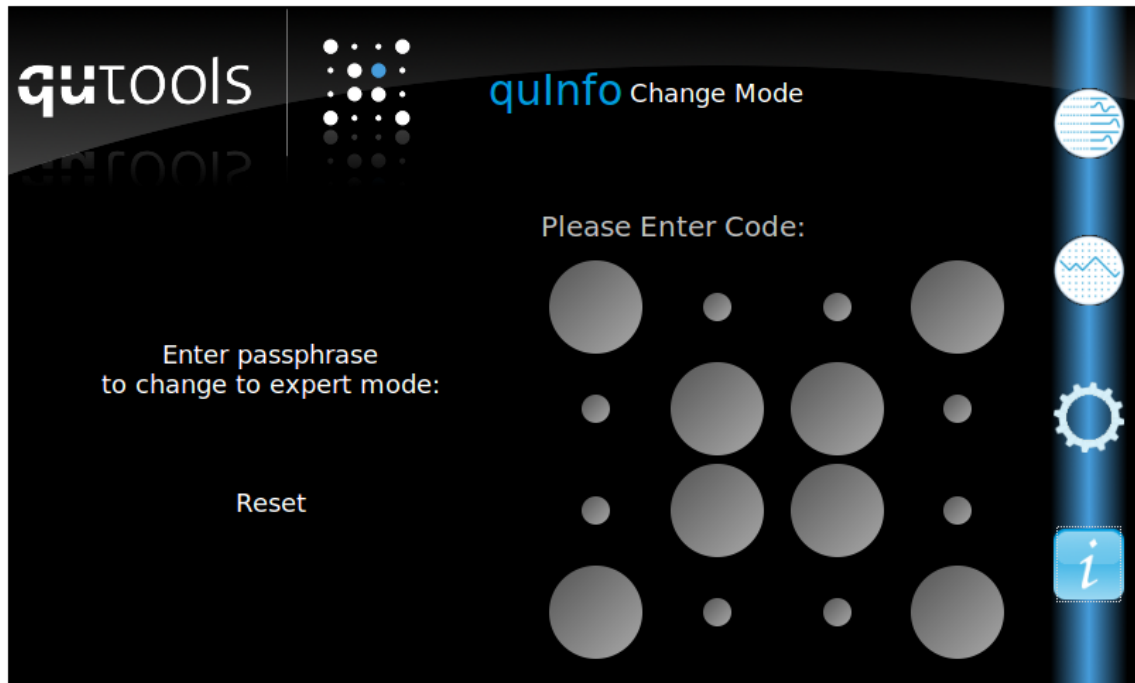 qutools
quInfo Change Mode
Please Enter Code:
Enter passphrase
to change to expert mode:
Reset
i